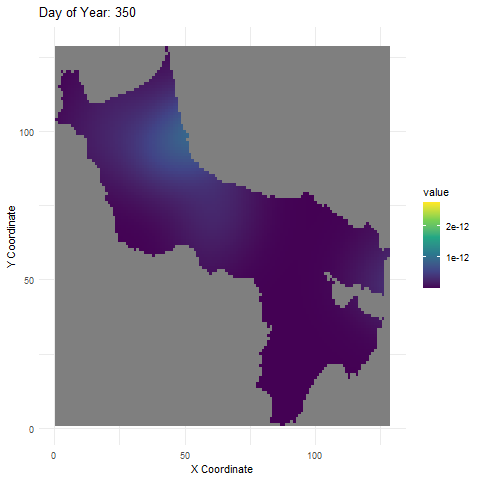 Day of Year: 350
Y Coordinate
100
50
0
0
50
100
X Coordinate
value
2e-12
1e-12